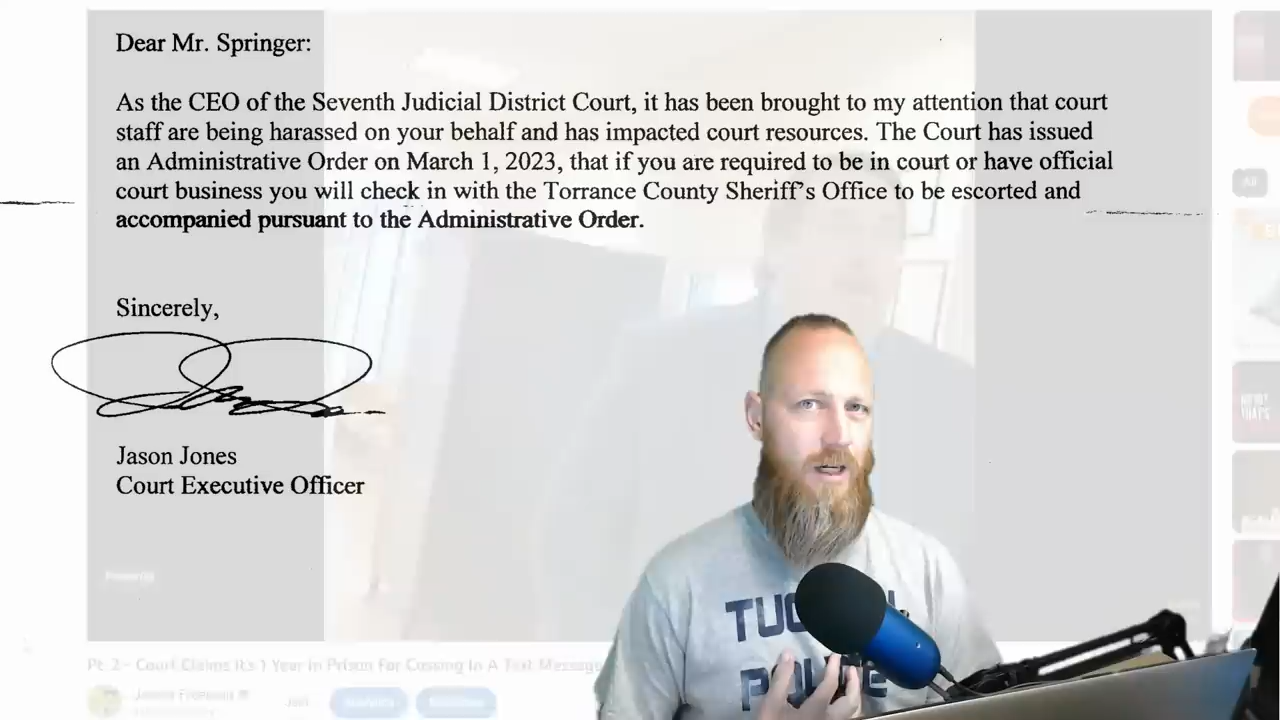 Dear Mr. Springer:
As the CEO of the Seventh Judicial District Court, it has been brought to my attention that court
staff are being harassed on your behalf and has impacted court resources. The Court has issued
an Administrative Order on March 1, 2023, that if you are required to be in court or have official
court business you will check in with the Torrance County Sheriff's Office to be escorted and
accompanied pursuant to the Administrative Order.
Sincerely,
Jason Jones
Court Executive Officer
All
Pt. 2 - Court Claims It's 1 Year In Prison For Cussing In A Text Message
Join